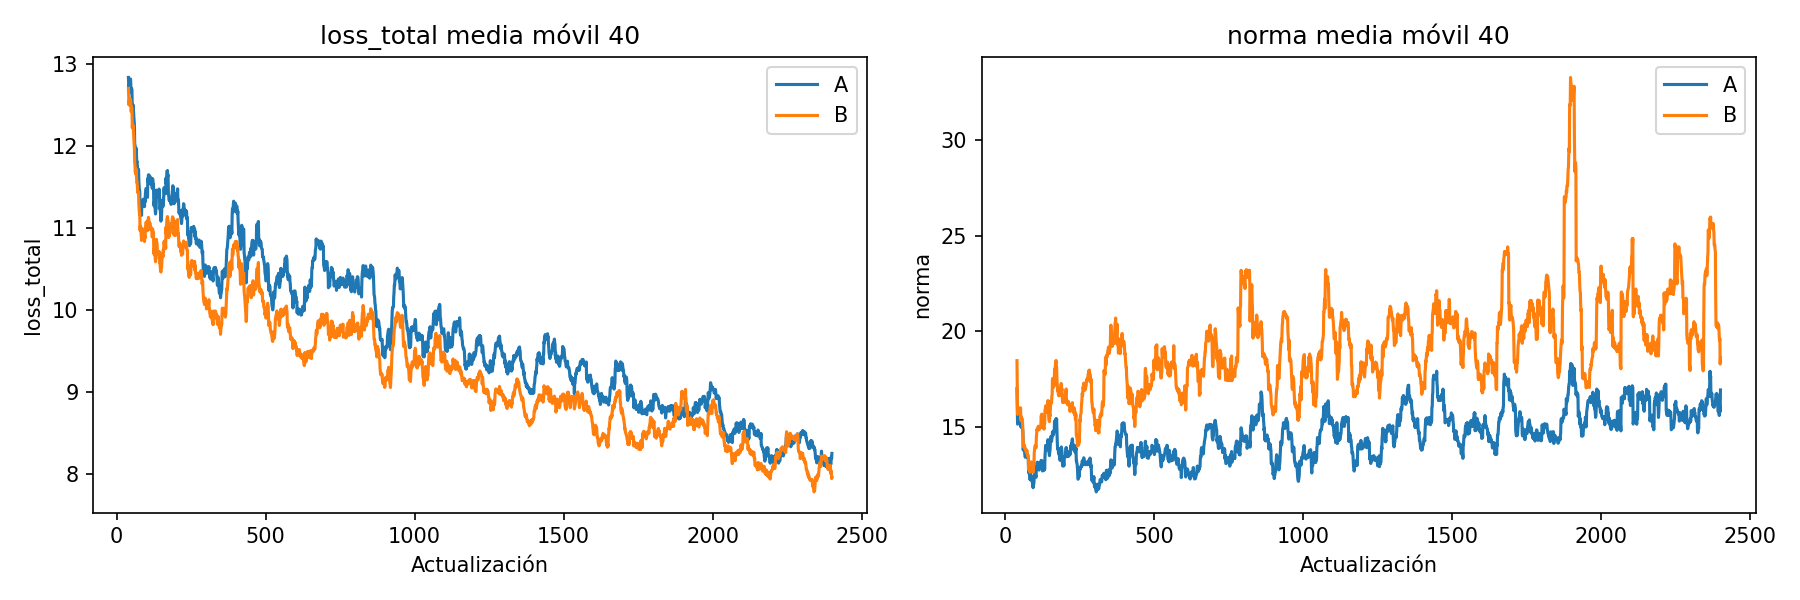 loss_total media móvil 40
13
12
11
10
9
8
loss_total
0
500
1000
1500
2000
2500
Actualización
A
B
norma media móvil 40
30
25
20
15
norma
0
500
1000
1500
2000
2500
Actualización
A
B